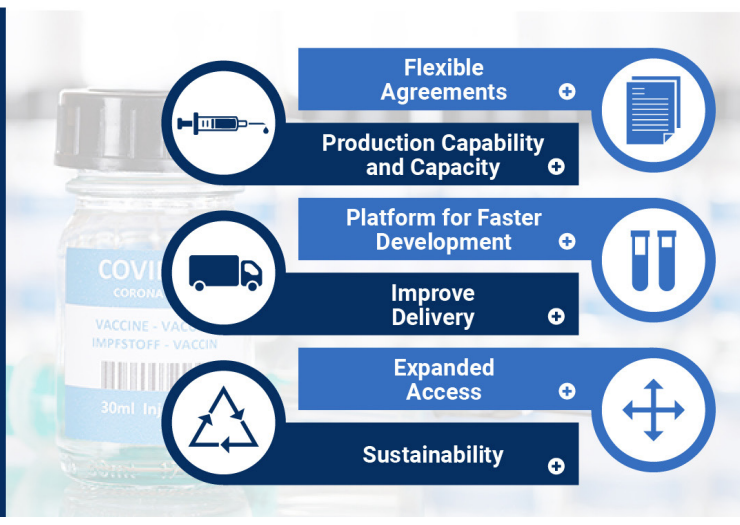 Flexible
Agreements
Production Capability
and Capacity
Platform for Faster
Development
Improve
Delivery
Expanded
Access
Sustainability
COVI
CORONA
VACCINE - VAC
IMPFSTOFF - VACCIN
30ml Inj